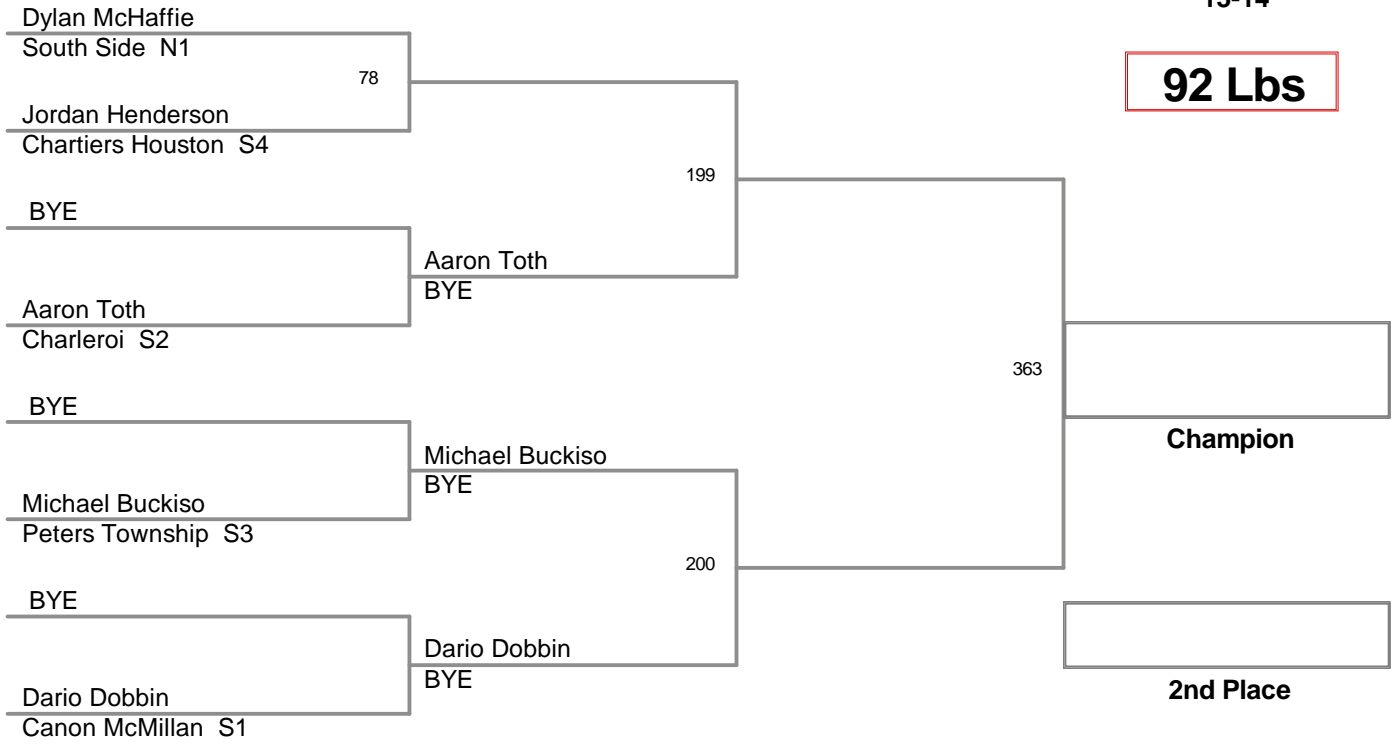 13-14
92 Lbs
Dylan McHaffie
South Side N1
78
Jordan Henderson
Chartiers Houston S4
199
BYE
Aaron Toth
BYE
Aaron Toth
Charleroi S2
363
BYE
Champion
Michael Buckiso
BYE
Michael Buckiso
Peters Township S3
200
BYE
Dario Dobbin
BYE
2nd Place
Dario Dobbin
Canon McMillan S1